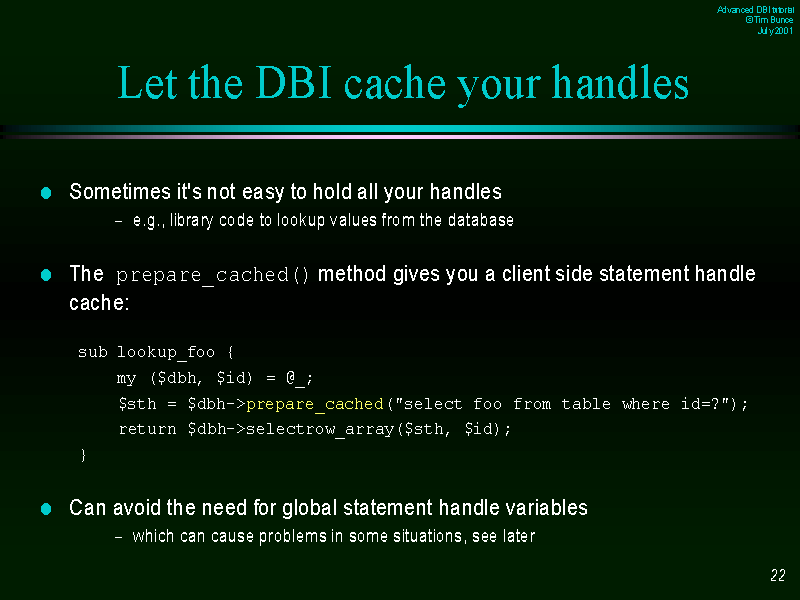 Advanced DBI tutorial
©Tim Bunce
July 2001
Let the DBI cache your handles
Sometimes it's not easy to hold all your handles
– e.g., library code to lookup values from the database
The prepare_cached() method gives you a client side statement handle
cache:
sub lookup_foo {
my ($dbh, $id) = @_;
$sth = $dbh->prepare_cached("select foo from table where id=?");
return $dbh->selectrow_array($sth, $id);
}
Can avoid the need for global statement handle variables
– which can cause problems in some situations, see later
22